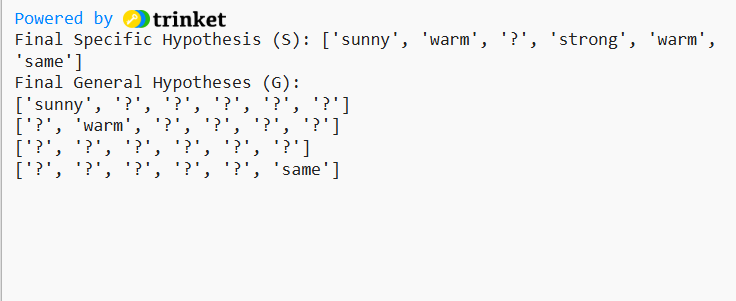 Powered by trinket
Final Specific Hypothesis (S): ['sunny', 'warm', '?', 'strong', 'warm',
'same']
Final General Hypotheses (G):
['sunny', '?', '?', '?', '?', '?']
['?', 'warm', '?', '?', '?', '?']
['?', '?', '?', '?', '?', '?']
['?', '?', '?', '?', '?', 'same']